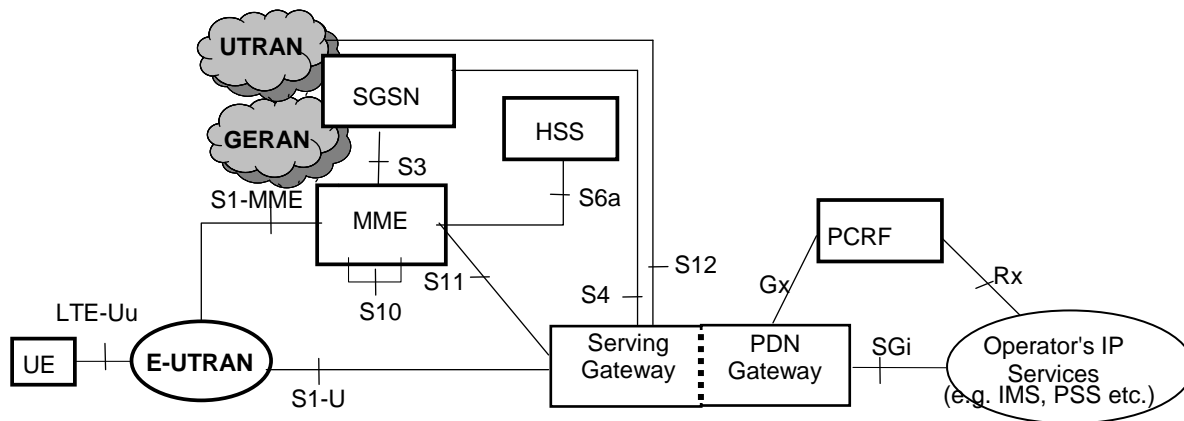 UTRAN
SGSN
GERAN
HSS
S3
S1-MME
S6a
MME
PCRF
S11
S12
S10
S4
Gx
Rx
LTE-Uu
UE
E-UTRAN
S1-U
Serving
Gateway
PDN
Gateway
SGi
Operator's IP
Services
(e.g. IMS, PSS etc.)